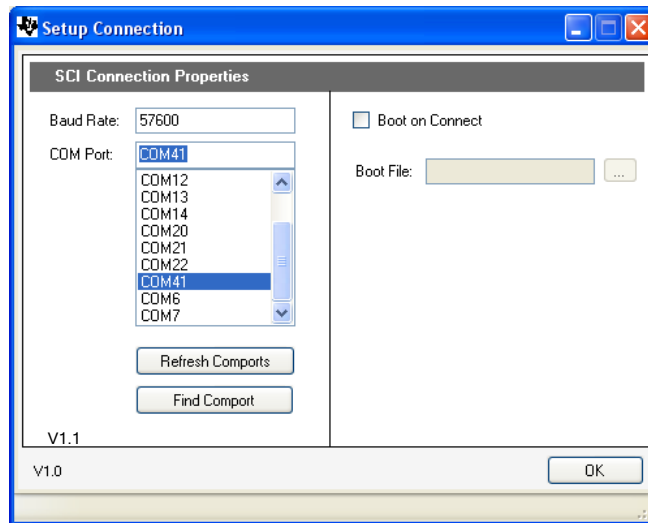 Setup Connection
SCI Connection Properties
Baud Rate: 57600
COM Port: COM41
COM12
COM13
COM14
COM20
COM21
COM22
COM41
COM6
COM7
Refresh Comports
Find Comport
V1.1
Boot on Connect
Boot File: ...
V1.0
OK